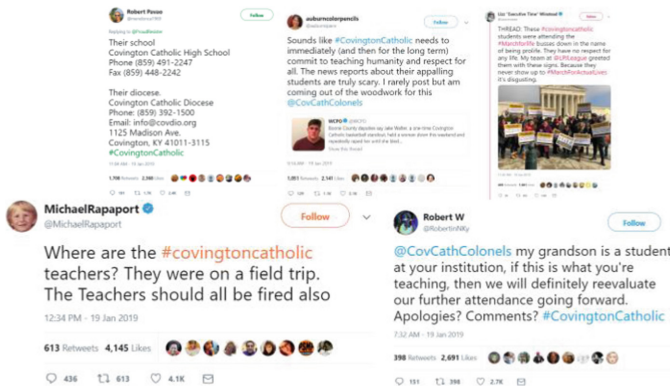 Robert Pavao
Follow
Their school
Covington Catholic High School
Phone (859) 491-2247
Fax (859) 448-2242
Their diocese.
Covington Catholic Diocese
Phone: (859) 392-1500
Email: info@covdio.org
1125 Madison Ave.
Covington, KY 41011-3115
#CovingtonCatholic
auburncolorpencils
Follow
Sounds like #CovingtonCatholic needs to
immediately (and then for the long term)
commit to teaching humanity and respect for
all. The news reports about their appalling
students are truly scary. I rarely post but am
coming out of the woodwork for this
@CovCathColonels
THREAD: These #covingtoncatholic
students were attending the
#Marchforlife busses down in the name
of being prolife. They have no respect for
any life. My team at @UltLeague greeted
them with these signs. Because they
never show up to #MarchForActualLives
it's disgusting.
MichaelRapaport
@MichaelRapaport
Follow
Where are the #covingtoncatholic
teachers? They were on a field trip.
The Teachers should all be fired also
12:34 PM - 19 Jan 2019
613 Retweets 4,145 Likes
436 613 4.1K
Robert W
@RobertinNKy
Follow
@CovCathColonels my grandson is a student
at your institution, if this is what you're
teaching, then we will definitely reevaluate
our further attendance going forward.
Apologies? Comments? #CovingtonCatholic
7:32 AM - 19 Jan 2019
398 Retweets 2,691 Likes
151 398 2.7K